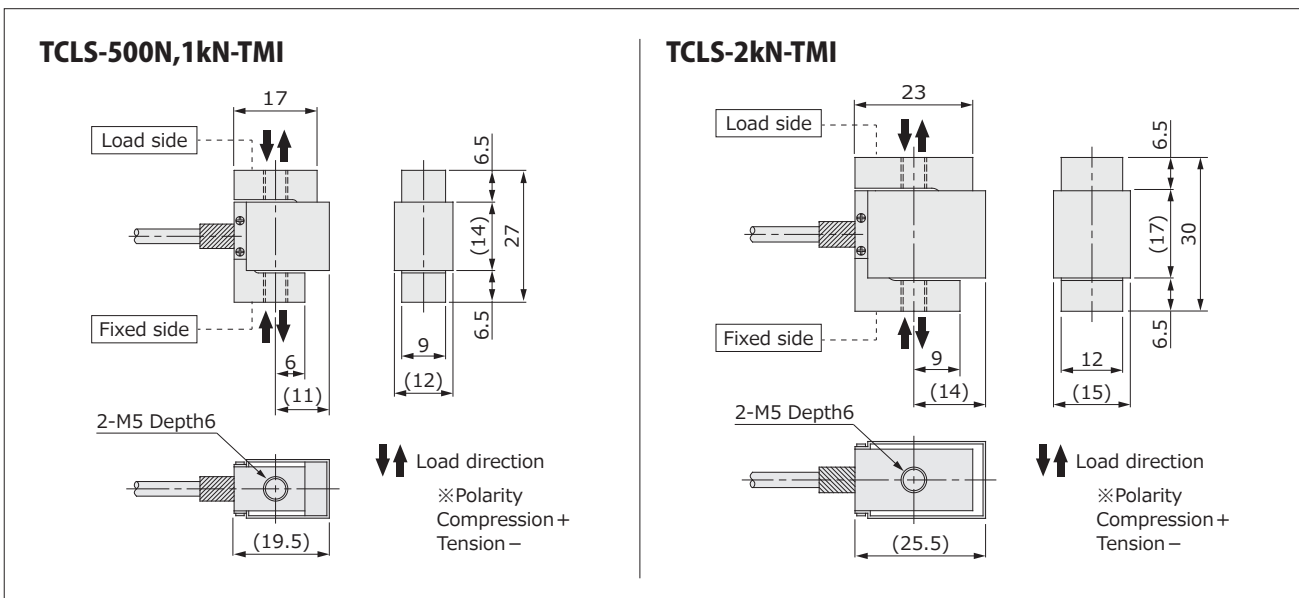 TCLS-500N,1kN-TMI
17
Load side
6.5
(14)
27
Fixed side
6.5
6
9
(11)
(12)
2-M5 Depth6
Load direction
※Polarity
Compression+
Tension−
(19.5)
TCLS-2kN-TMI
23
Load side
6.5
(17)
30
Fixed side
6.5
9
12
(14)
(15)
2-M5 Depth6
Load direction
※Polarity
Compression+
Tension−
(25.5)